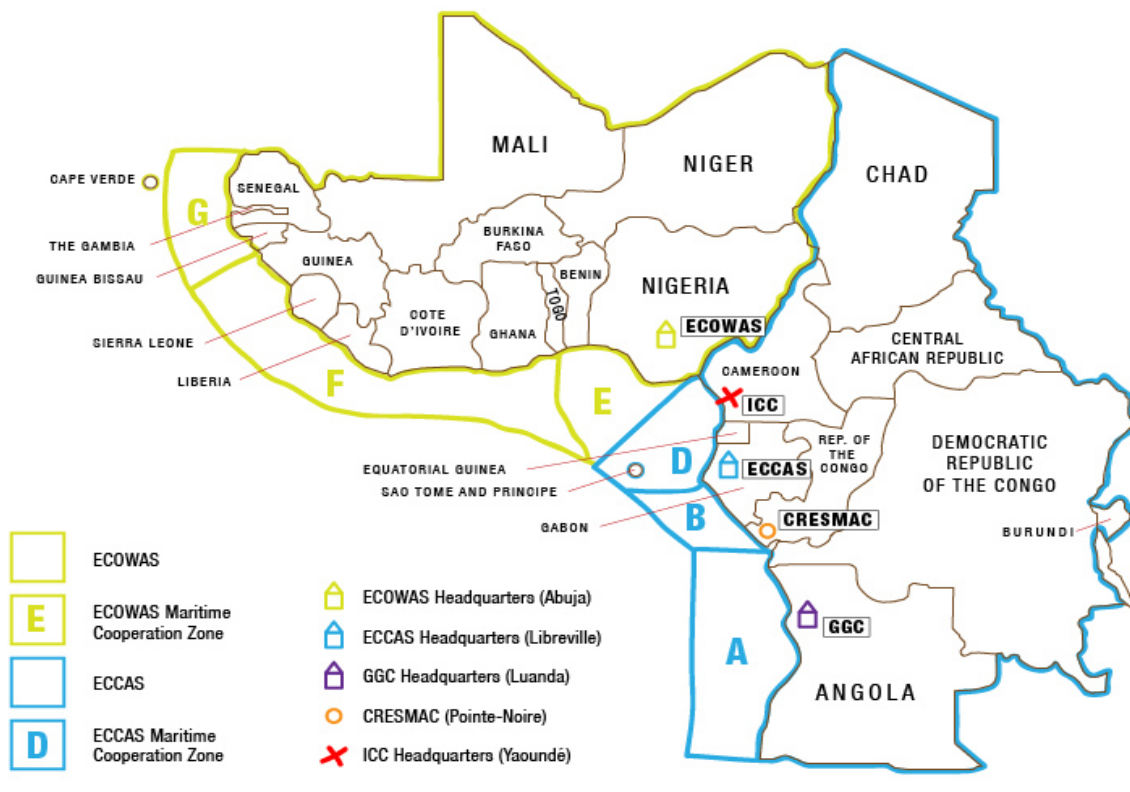 MALI
NIGER
CHAD
CAPE VERDE
SENEGAL
G
THE GAMBIA
GUINEA BISSAU
GUINEA
BURKINA
FASO
BENIN
TOGO
NIGERIA
COTE
D'IVOIRE
GHANA
ECOWAS
SIERRA LEONE
LIBERIA
F
E
CAMEROON
CENTRAL
AFRICAN REPUBLIC
ICC
REP. OF
THE
CONGO
DEMOCRATIC
REPUBLIC
OF THE CONGO
EQUATORIAL GUINEA
SAO TOME AND PRINCIPE
D
ECCAS
GABON
B
CRESMAC
BURUNDI
A
GGC
ANGOLA
ECOWAS
E
ECOWAS Maritime
Cooperation Zone
ECCAS
D
ECCAS Maritime
Cooperation Zone
ECOWAS Headquarters (Abuja)
ECCAS Headquarters (Libreville)
GGC Headquarters (Luanda)
CRESMAC (Pointe-Noire)
ICC Headquarters (Yaoundé)